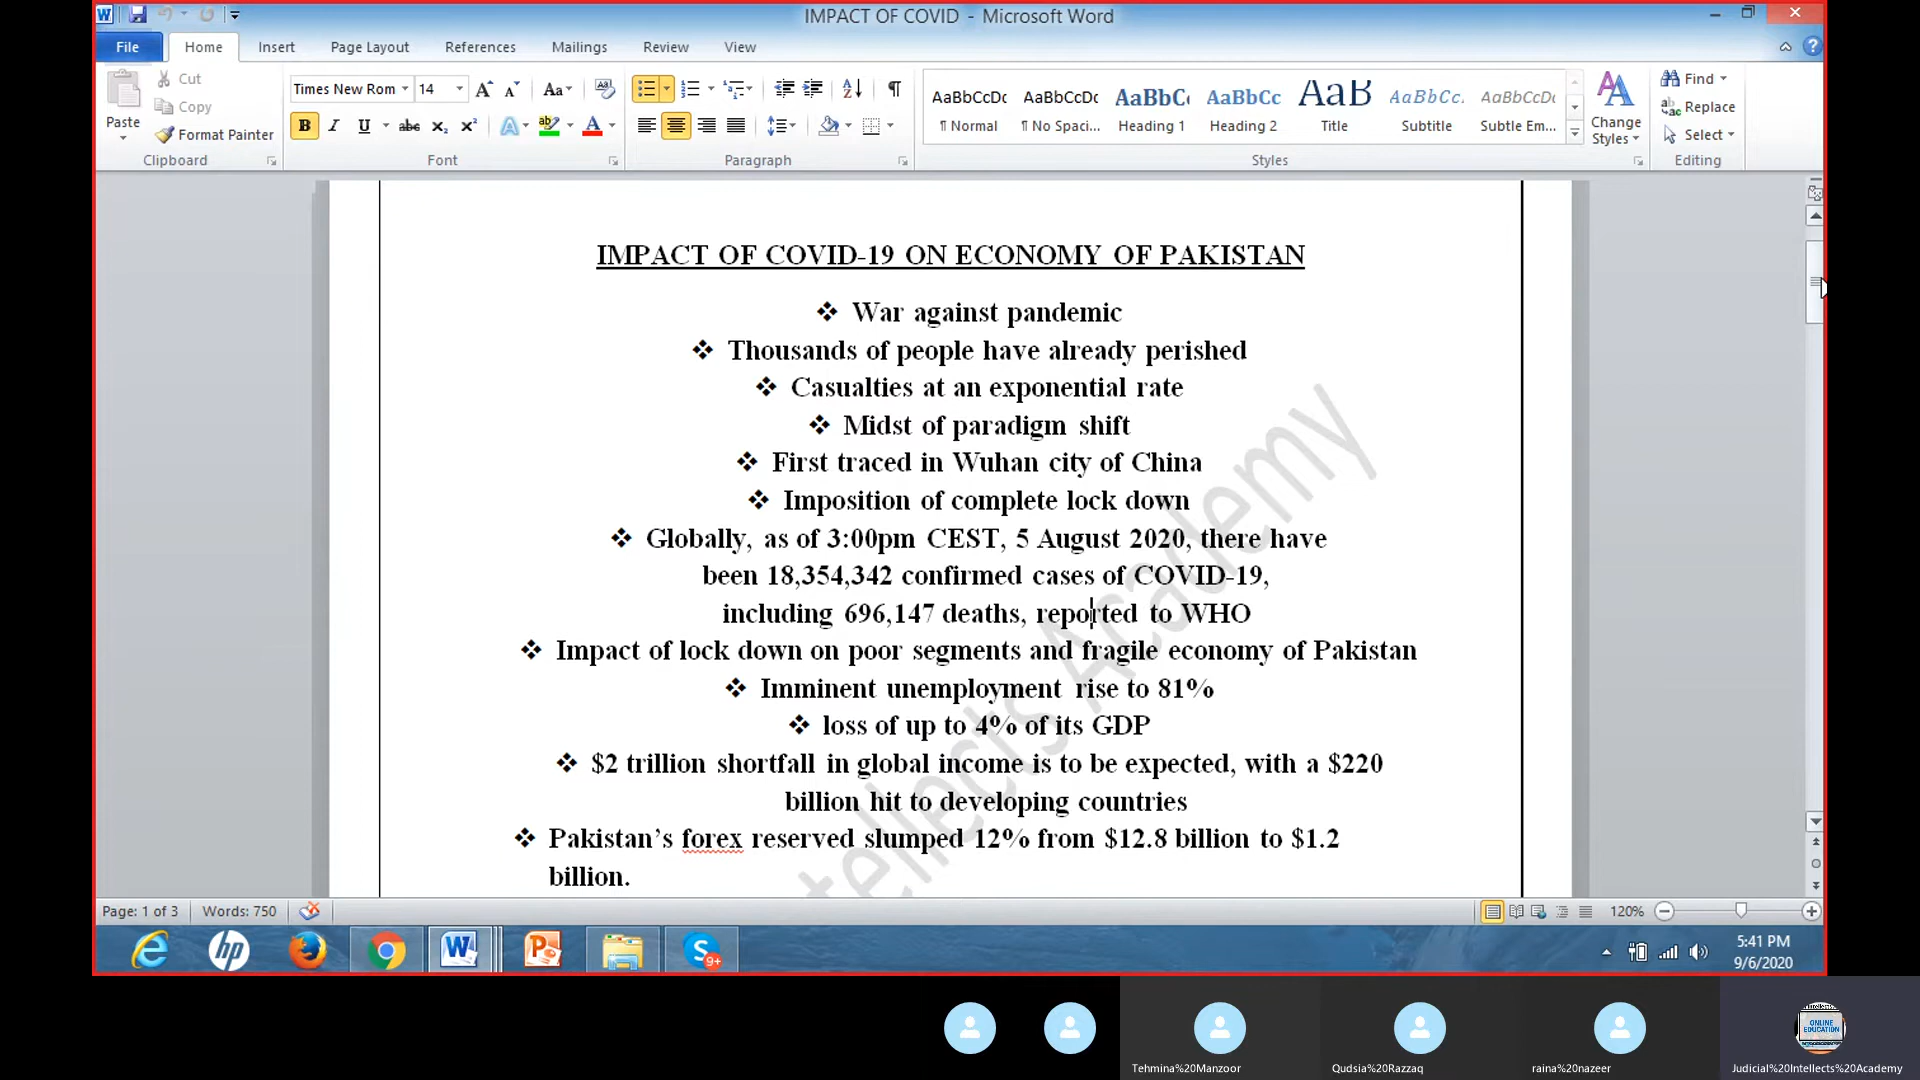 IMPACT OF COVID - Microsoft Word
File Home Insert Page Layout References Mailings Review View
Paste
Cut
Copy
Format Painter
Clipboard
Times New Rom 14
Font
Paragraph
AaBbCcDc AaBbCcDc AaBbC AaBbCc AaB AaBbCc. AaBbCcDc
¶ Normal ¶ No Spaci... Heading 1 Heading 2 Title Subtitle Subtle Em...
Styles
Change
Styles
Find
Replace
Select
Editing
IMPACT OF COVID-19 ON ECONOMY OF PAKISTAN
❖ War against pandemic
❖ Thousands of people have already perished
❖ Casualties at an exponential rate
❖ Midst of paradigm shift
❖ First traced in Wuhan city of China
❖ Imposition of complete lock down
❖ Globally, as of 3:00pm CEST, 5 August 2020, there have
been 18,354,342 confirmed cases of COVID-19,
including 696,147 deaths, reported to WHO
❖ Impact of lock down on poor segments and fragile economy of Pakistan
❖ Imminent unemployment rise to 81%
❖ loss of up to 4% of its GDP
❖ $2 trillion shortfall in global income is to be expected, with a $220
billion hit to developing countries
❖ Pakistan's forex reserved slumped 12% from $12.8 billion to $1.2
billion.
tellects Academy
Page: 1 of 3 Words: 750
120%
9+
5:41 PM
9/6/2020
ONLINE
EDUCATION
Tehmina%20Manzoor
Qudsia%20Razzaq
raina%20nazeer
Judicial%20Intellects%20Academy